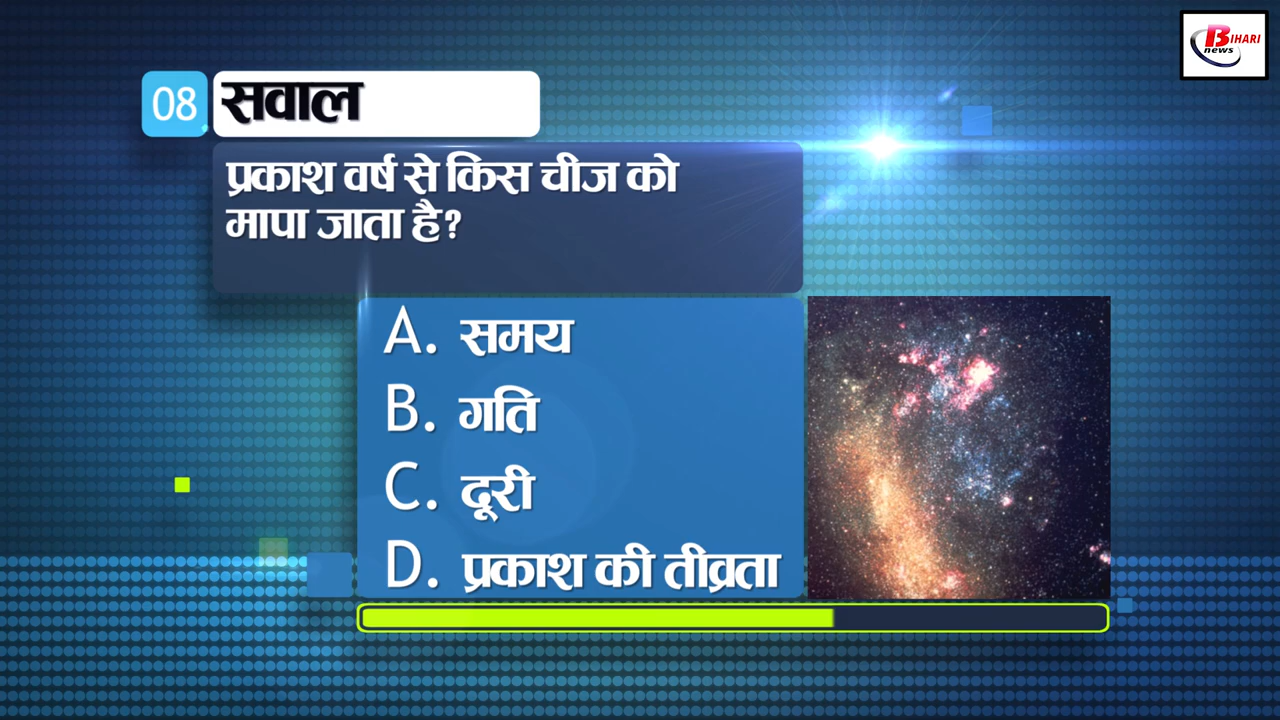 BIHARI
news
08 सवाल
प्रकाश वर्ष से किस चीज को
मापा जाता है?
A. समय
B. गति
C. दूरी
D. प्रकाश की तीव्रता